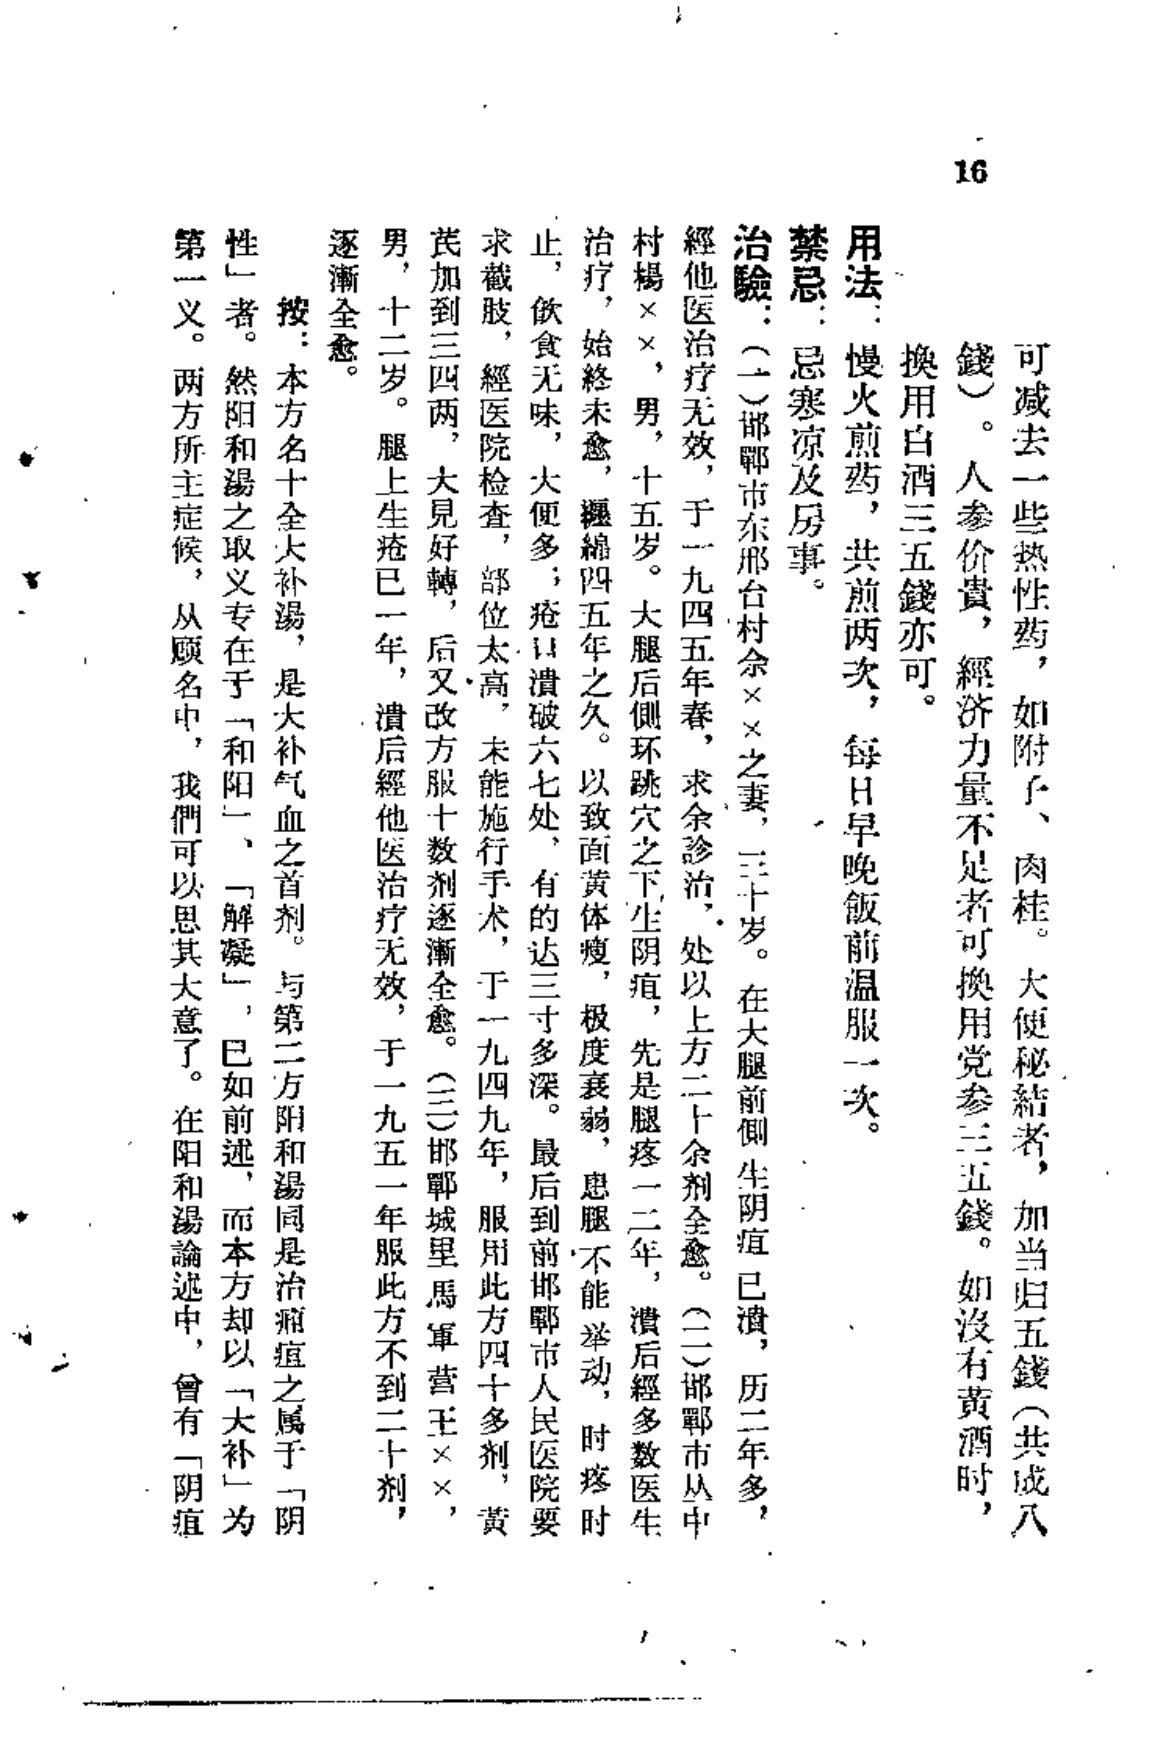 16
可减去一些热性药，如附子、肉桂。大便秘結者，加当归五錢（共成八
錢）。人参价貴，經济力量不足者可換用党参三五錢。如沒有黃酒时，
換用白酒三五錢亦可。
用法：慢火煎药，共煎两次，每日早晚飯前温服一次。
禁忌：忌寒凉及房事。
治驗：（一）邯鄲市东邢台村佘××之妻，三十岁。在大腿前側生阴疽已潰，历二年多，
經他医治疗无效，于一九四五年春，求余診治，处以上方二十余剂全愈。（二）邯鄲市丛中
村楊××，男，十五岁。大腿后側环跳穴之下生阴疽，先是腿疼一二年，潰后經多数医生
治疗，始終未愈，纒綿四五年之久。以致面黃体瘦，极度衰弱，患腿不能举动，时疼时
止，飲食无味，大便多；疮口潰破六七处，有的达三寸多深。最后到前邯鄲市人民医院要
求截肢，經医院检查，部位太高，未能施行手术，于一九四九年，服用此方四十多剂，黃
芪加到三四两，大見好轉，后又改方服十数剂逐漸全愈。（三）邯鄲城里馬軍营王××，
男，十二岁。腿上生疮已一年，潰后經他医治疗无效，于一九五一年服此方不到二十剂，
逐漸全愈。
按：本方名十全大补湯，是大补气血之首剂。与第二方阳和湯同是治痈疽之属于「阴
性」者。然阳和湯之取义专在于「和阳」、「解凝」，已如前述，而本方却以「大补」为
第一义。两方所主症候，从顾名中，我們可以思其大意了。在阳和湯論述中，曾有「阴疽